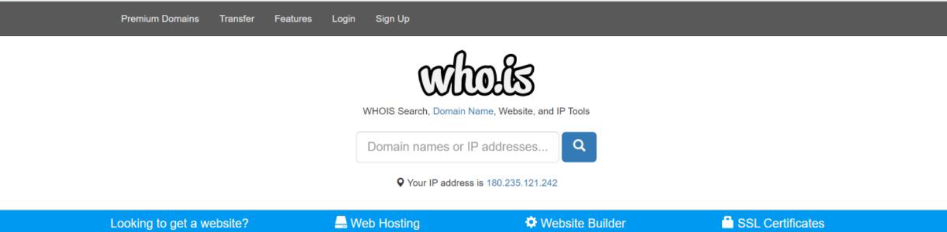 Premium Domains Transfer Features Login Sign Up
who.is
WHOIS Search, Domain Name, Website, and IP Tools
Domain names or IP addresses...
Your IP address is 180.235.121.242
Looking to get a website? Web Hosting Website Builder SSL Certificates